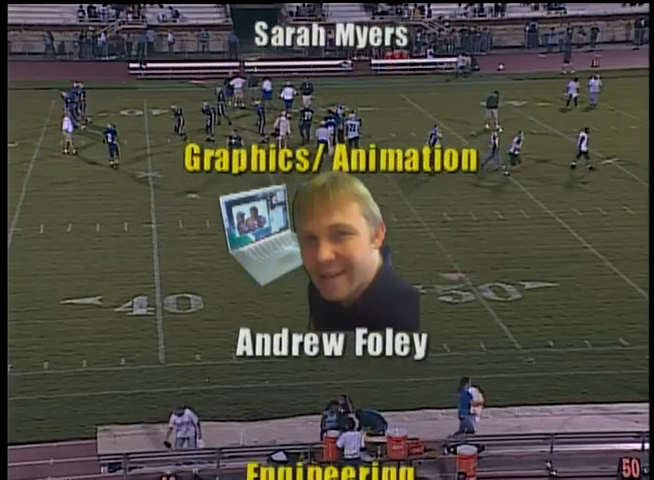 Sarah Myers
Graphics/ Animation
Andrew Foley
40
50
Engineering
50